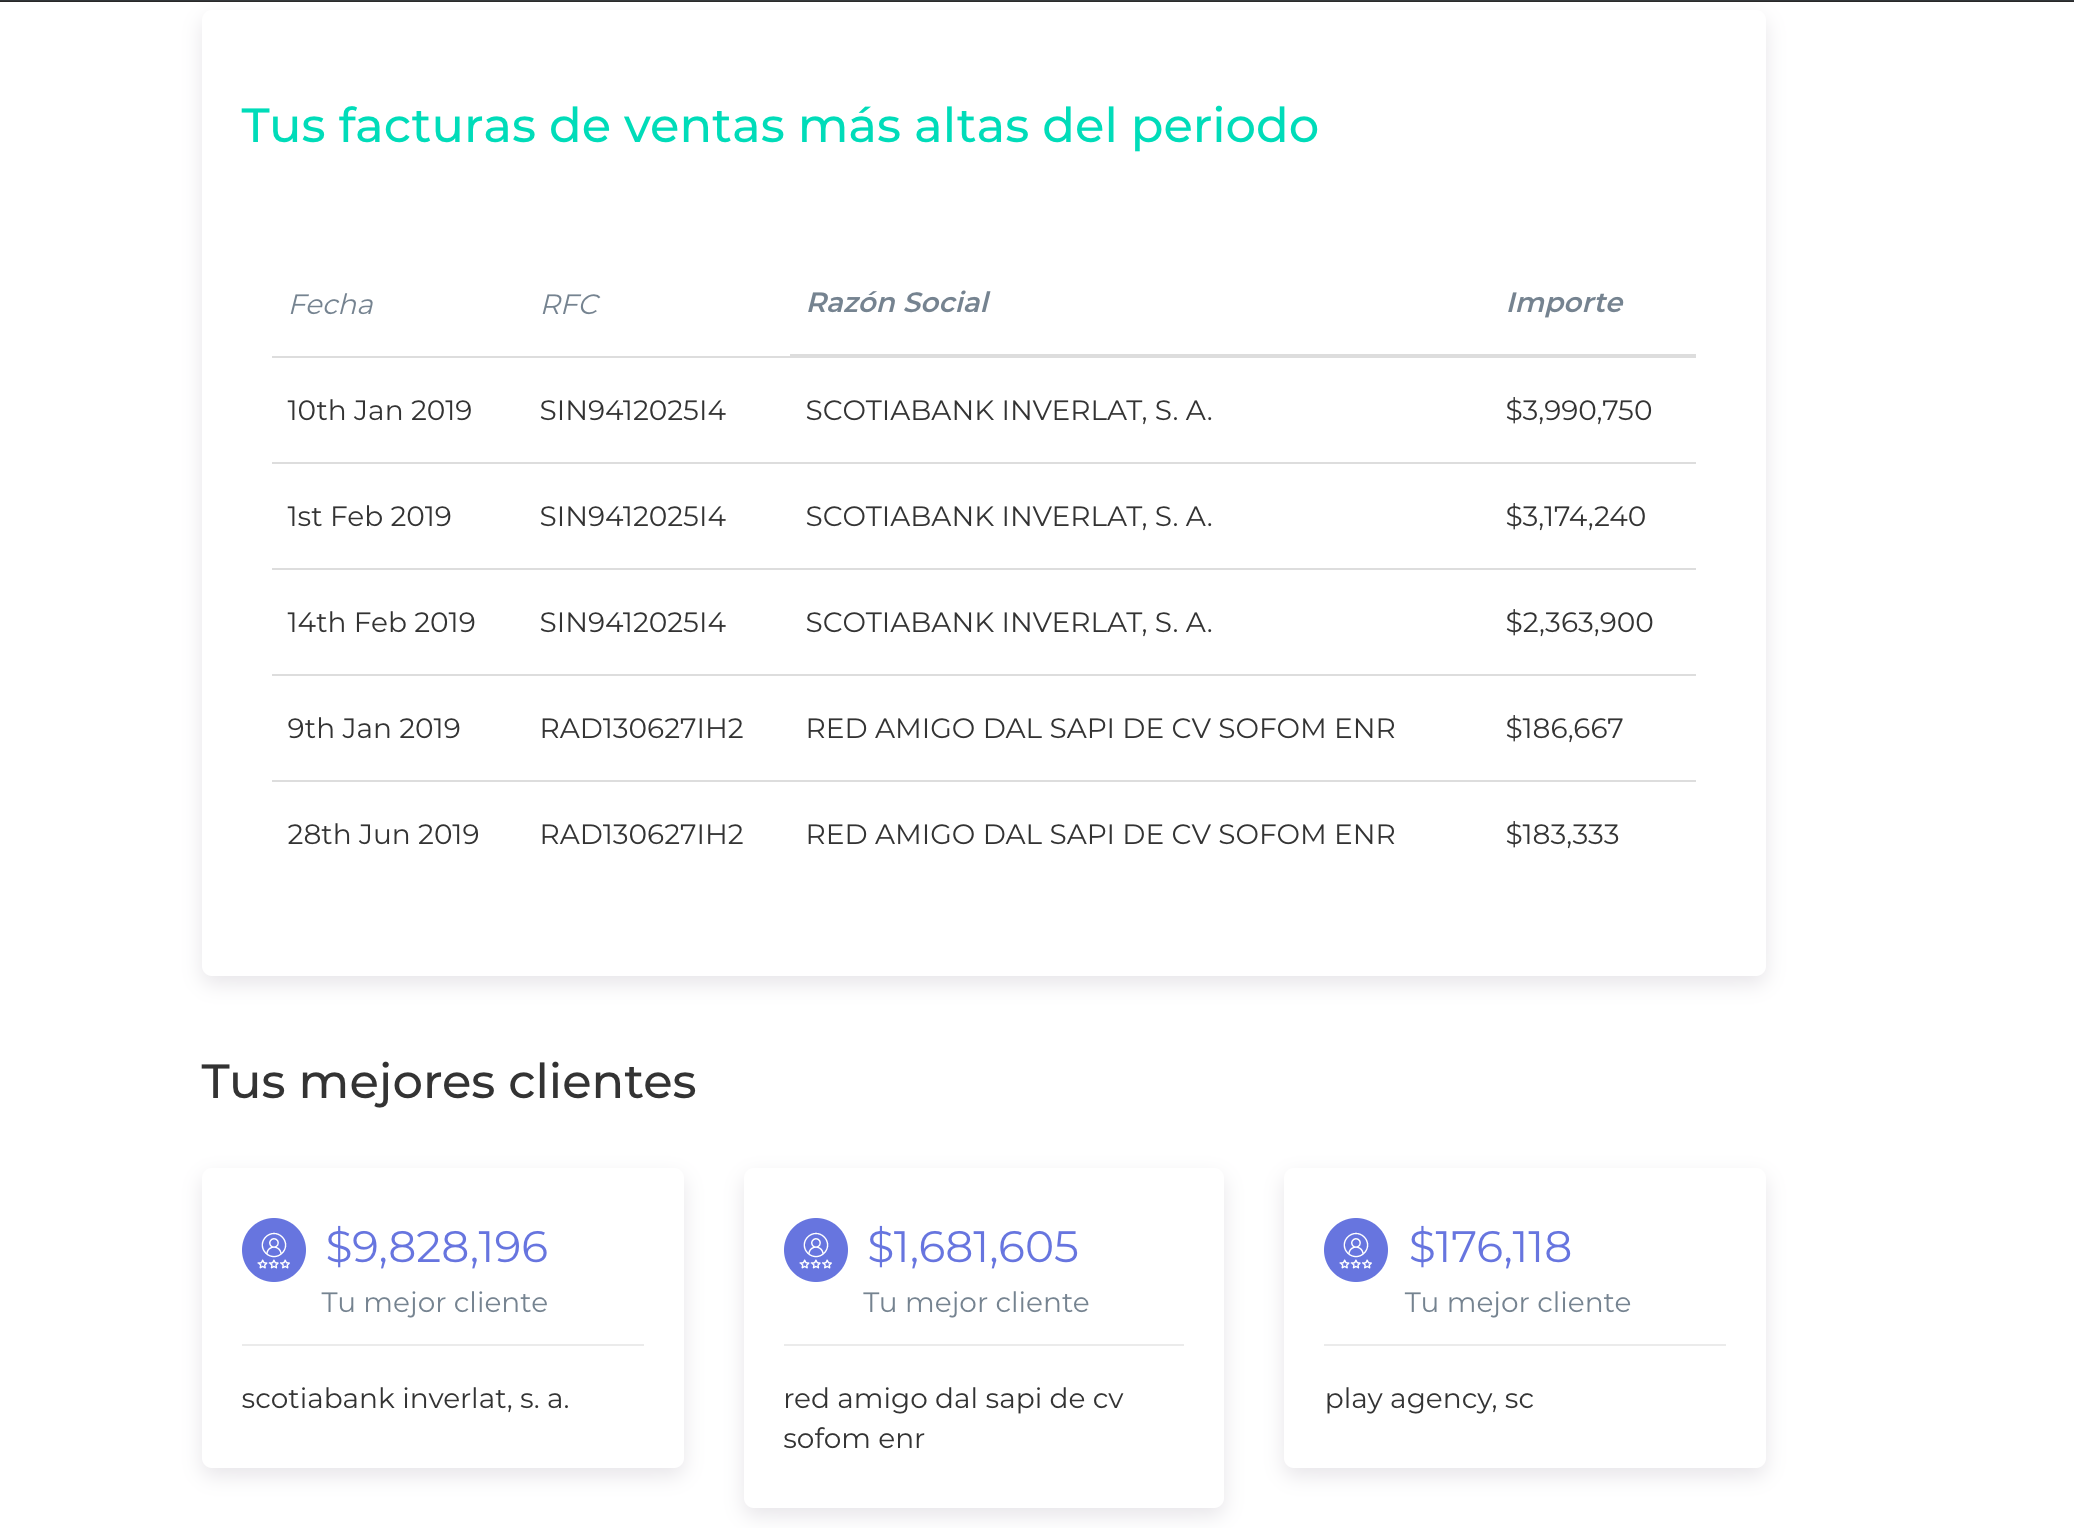 Tus facturas de ventas más altas del periodo
Fecha RFC Razón Social Importe
10th Jan 2019 SIN9412025I4 SCOTIABANK INVERLAT, S. A. $3,990,750
1st Feb 2019 SIN9412025I4 SCOTIABANK INVERLAT, S. A. $3,174,240
14th Feb 2019 SIN9412025I4 SCOTIABANK INVERLAT, S. A. $2,363,900
9th Jan 2019 RAD130627IH2 RED AMIGO DAL SAPI DE CV SOFOM ENR $186,667
28th Jun 2019 RAD130627IH2 RED AMIGO DAL SAPI DE CV SOFOM ENR $183,333
Tus mejores clientes
$9,828,196
Tu mejor cliente
scotiabank inverlat, s. a.
$1,681,605
Tu mejor cliente
red amigo dal sapi de cv
sofom enr
$176,118
Tu mejor cliente
play agency, sc